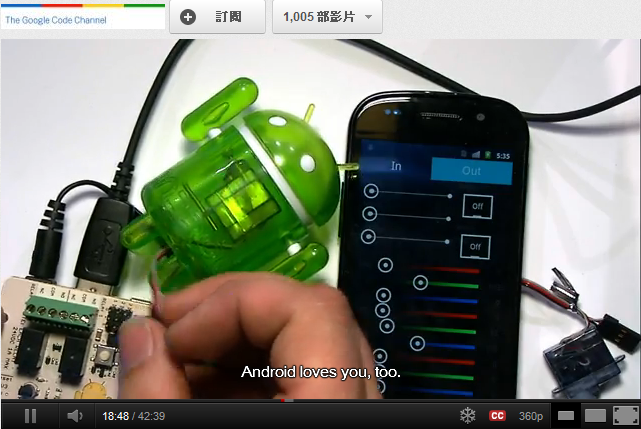 The Google Code Channel
訂閱
1,005 部影片
5:35
In
Out
Off
Off
Android loves you, too.
18:48 / 42:39
CC
360p